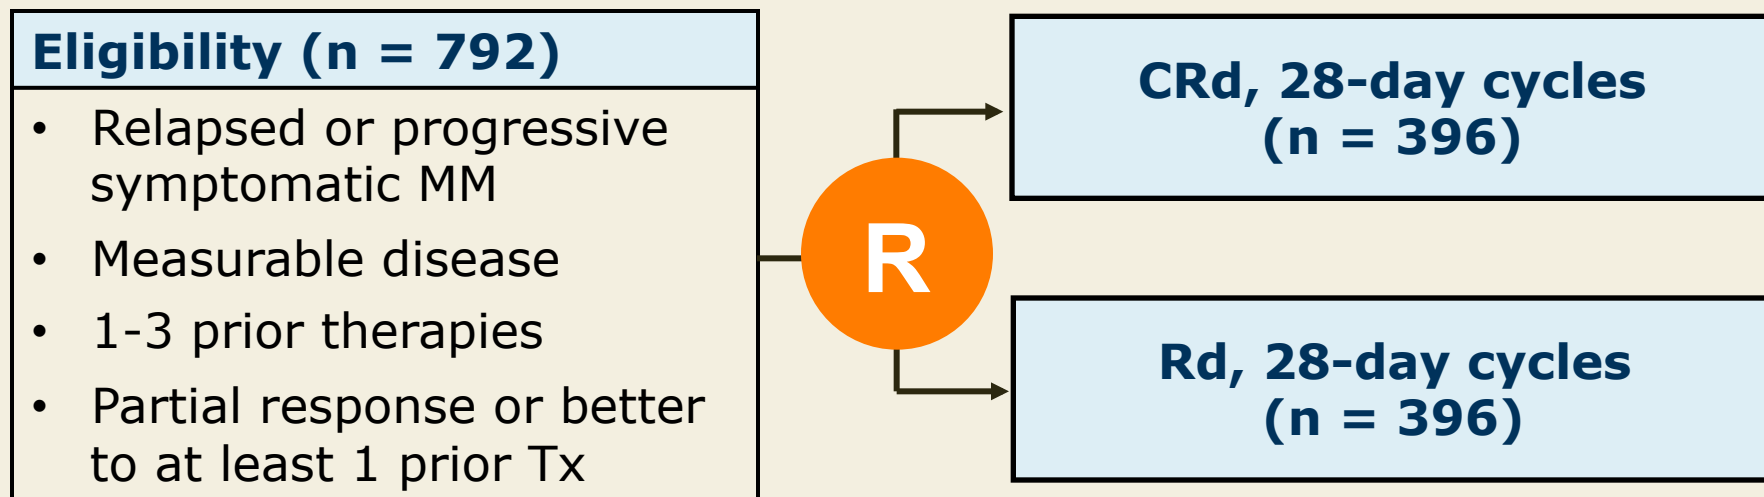 Eligibility (n = 792)
• Relapsed or progressive
symptomatic MM
• Measurable disease
• 1-3 prior therapies
• Partial response or better
to at least 1 prior Tx
R
CRd, 28-day cycles
(n = 396)
Rd, 28-day cycles
(n = 396)